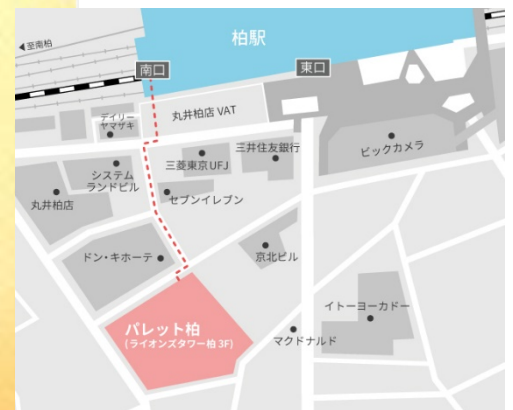 柏駅
◀至南柏
南口
東口
丸井柏店 VAT
デイリー
ヤマザキ
三菱東京UFJ
三井住友銀行
ビックカメラ
システム
ランドビル
丸井柏店
セブンイレブン
ドン・キホーテ
京北ビル
イトーヨーカドー
パレット柏
(ライオンズタワー柏 3F)
マクドナルド